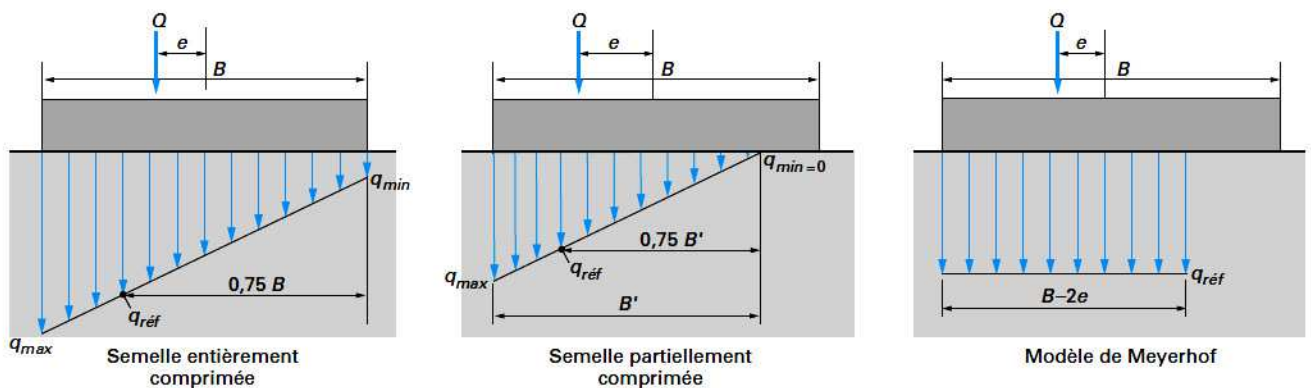 Q
e
B
q_min
0,75 B
q_réf
q_max
Semelle entièrement
comprimée
Q
e
B
q_min = 0
0,75 B'
q_réf
q_max
B'
Semelle partiellement
comprimée
Q
e
B
q_réf
B–2e
Modèle de Meyerhof